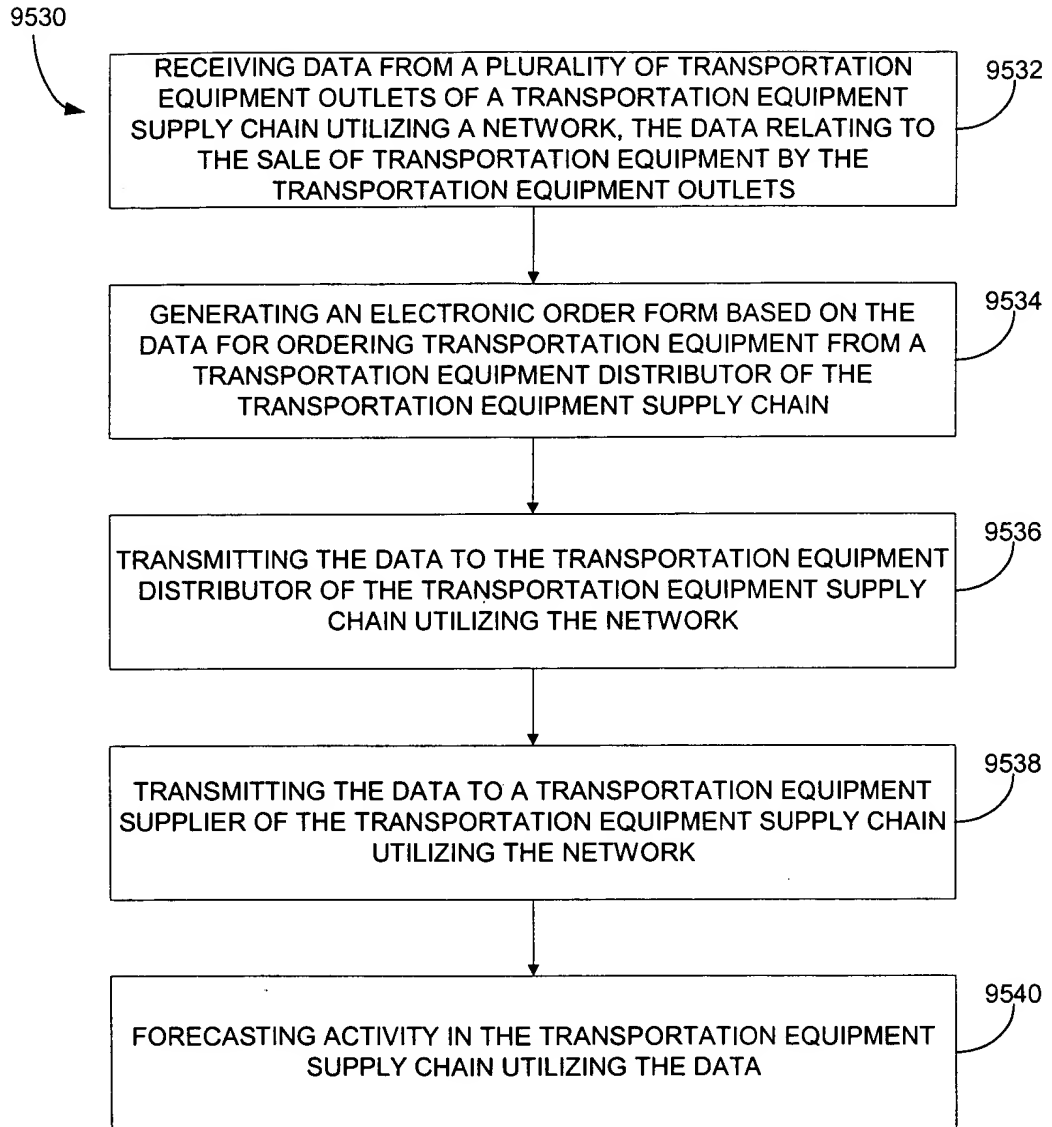 9530
RECEIVING DATA FROM A PLURALITY OF TRANSPORTATION
EQUIPMENT OUTLETS OF A TRANSPORTATION EQUIPMENT
SUPPLY CHAIN UTILIZING A NETWORK, THE DATA RELATING TO
THE SALE OF TRANSPORTATION EQUIPMENT BY THE
TRANSPORTATION EQUIPMENT OUTLETS
9532
GENERATING AN ELECTRONIC ORDER FORM BASED ON THE
DATA FOR ORDERING TRANSPORTATION EQUIPMENT FROM A
TRANSPORTATION EQUIPMENT DISTRIBUTOR OF THE
TRANSPORTATION EQUIPMENT SUPPLY CHAIN
9534
TRANSMITTING THE DATA TO THE TRANSPORTATION EQUIPMENT
DISTRIBUTOR OF THE TRANSPORTATION EQUIPMENT SUPPLY
CHAIN UTILIZING THE NETWORK
9536
TRANSMITTING THE DATA TO A TRANSPORTATION EQUIPMENT
SUPPLIER OF THE TRANSPORTATION EQUIPMENT SUPPLY CHAIN
UTILIZING THE NETWORK
9538
FORECASTING ACTIVITY IN THE TRANSPORTATION EQUIPMENT
SUPPLY CHAIN UTILIZING THE DATA
9540